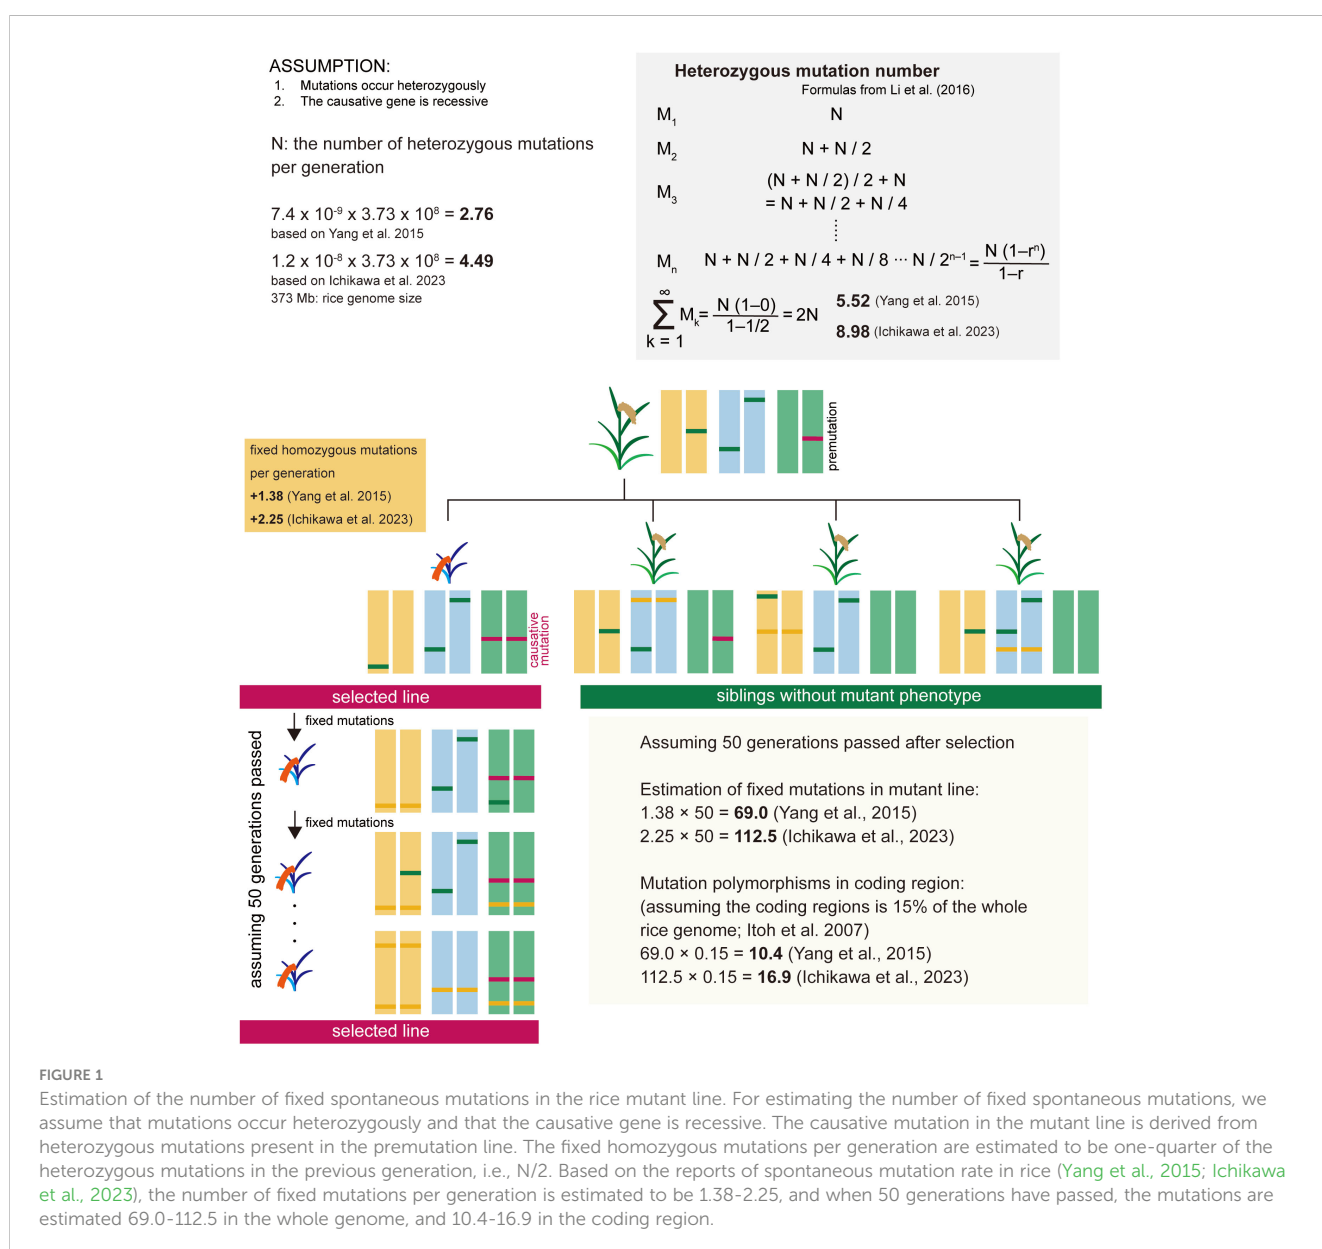 ASSUMPTION:
1. Mutations occur heterozygously
2. The causative gene is recessive
N: the number of heterozygous mutations
per generation
7.4 x 10⁻⁹ x 3.73 x 10⁸ = 2.76
based on Yang et al. 2015
1.2 x 10⁻⁸ x 3.73 x 10⁸ = 4.49
based on Ichikawa et al. 2023
373 Mb: rice genome size
Heterozygous mutation number
Formulas from Li et al. (2016)
M₁ N
M₂ N + N / 2
M₃ (N + N / 2) / 2 + N
= N + N / 2 + N / 4
Mₙ N + N / 2 + N / 4 + N / 8 ··· N / 2ⁿ⁻¹ = N (1–rⁿ) / 1–r
∞
∑ Mₖ = N (1–0) / 1–1/2 = 2N
k = 1
5.52 (Yang et al. 2015)
8.98 (Ichikawa et al. 2023)
premutation
fixed homozygous mutations
per generation
+1.38 (Yang et al. 2015)
+2.25 (Ichikawa et al. 2023)
causative
mutation
selected line
siblings without mutant phenotype
assuming 50 generations passed
fixed mutations
fixed mutations
selected line
Assuming 50 generations passed after selection
Estimation of fixed mutations in mutant line:
1.38 × 50 = 69.0 (Yang et al., 2015)
2.25 × 50 = 112.5 (Ichikawa et al., 2023)
Mutation polymorphisms in coding region:
(assuming the coding regions is 15% of the whole
rice genome; Itoh et al. 2007)
69.0 × 0.15 = 10.4 (Yang et al., 2015)
112.5 × 0.15 = 16.9 (Ichikawa et al., 2023)
FIGURE 1
Estimation of the number of fixed spontaneous mutations in the rice mutant line. For estimating the number of fixed spontaneous mutations, we
assume that mutations occur heterozygously and that the causative gene is recessive. The causative mutation in the mutant line is derived from
heterozygous mutations present in the premutation line. The fixed homozygous mutations per generation are estimated to be one-quarter of the
heterozygous mutations in the previous generation, i.e., N/2. Based on the reports of spontaneous mutation rate in rice (Yang et al., 2015; Ichikawa
et al., 2023), the number of fixed mutations per generation is estimated to be 1.38-2.25, and when 50 generations have passed, the mutations are
estimated 69.0-112.5 in the whole genome, and 10.4-16.9 in the coding region.